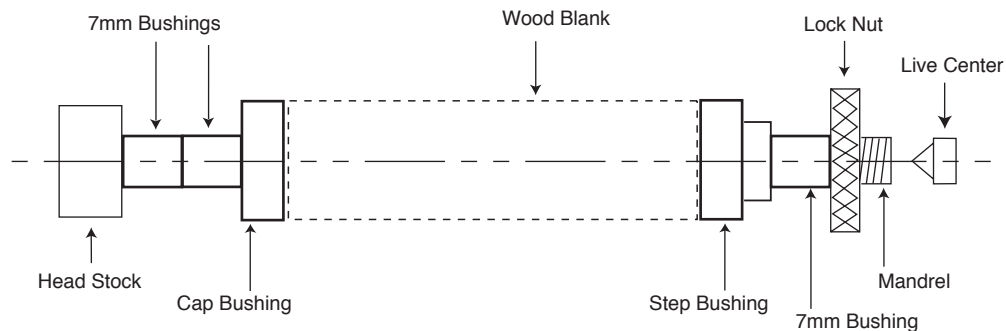 7mm Bushings
Wood Blank
Lock Nut
Live Center
Head Stock
Cap Bushing
Step Bushing
Mandrel
7mm Bushing